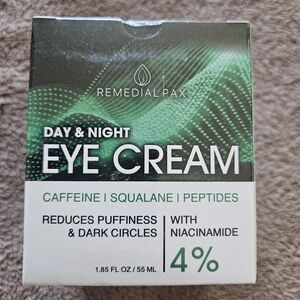 REMEDIAL PAX
DAY & NIGHT
EYE CREAM
CAFFEINE | SQUALANE | PEPTIDES
REDUCES PUFFINESS
& DARK CIRCLES
WITH
NIACINAMIDE
4%
1.85 FL OZ / 55 ML